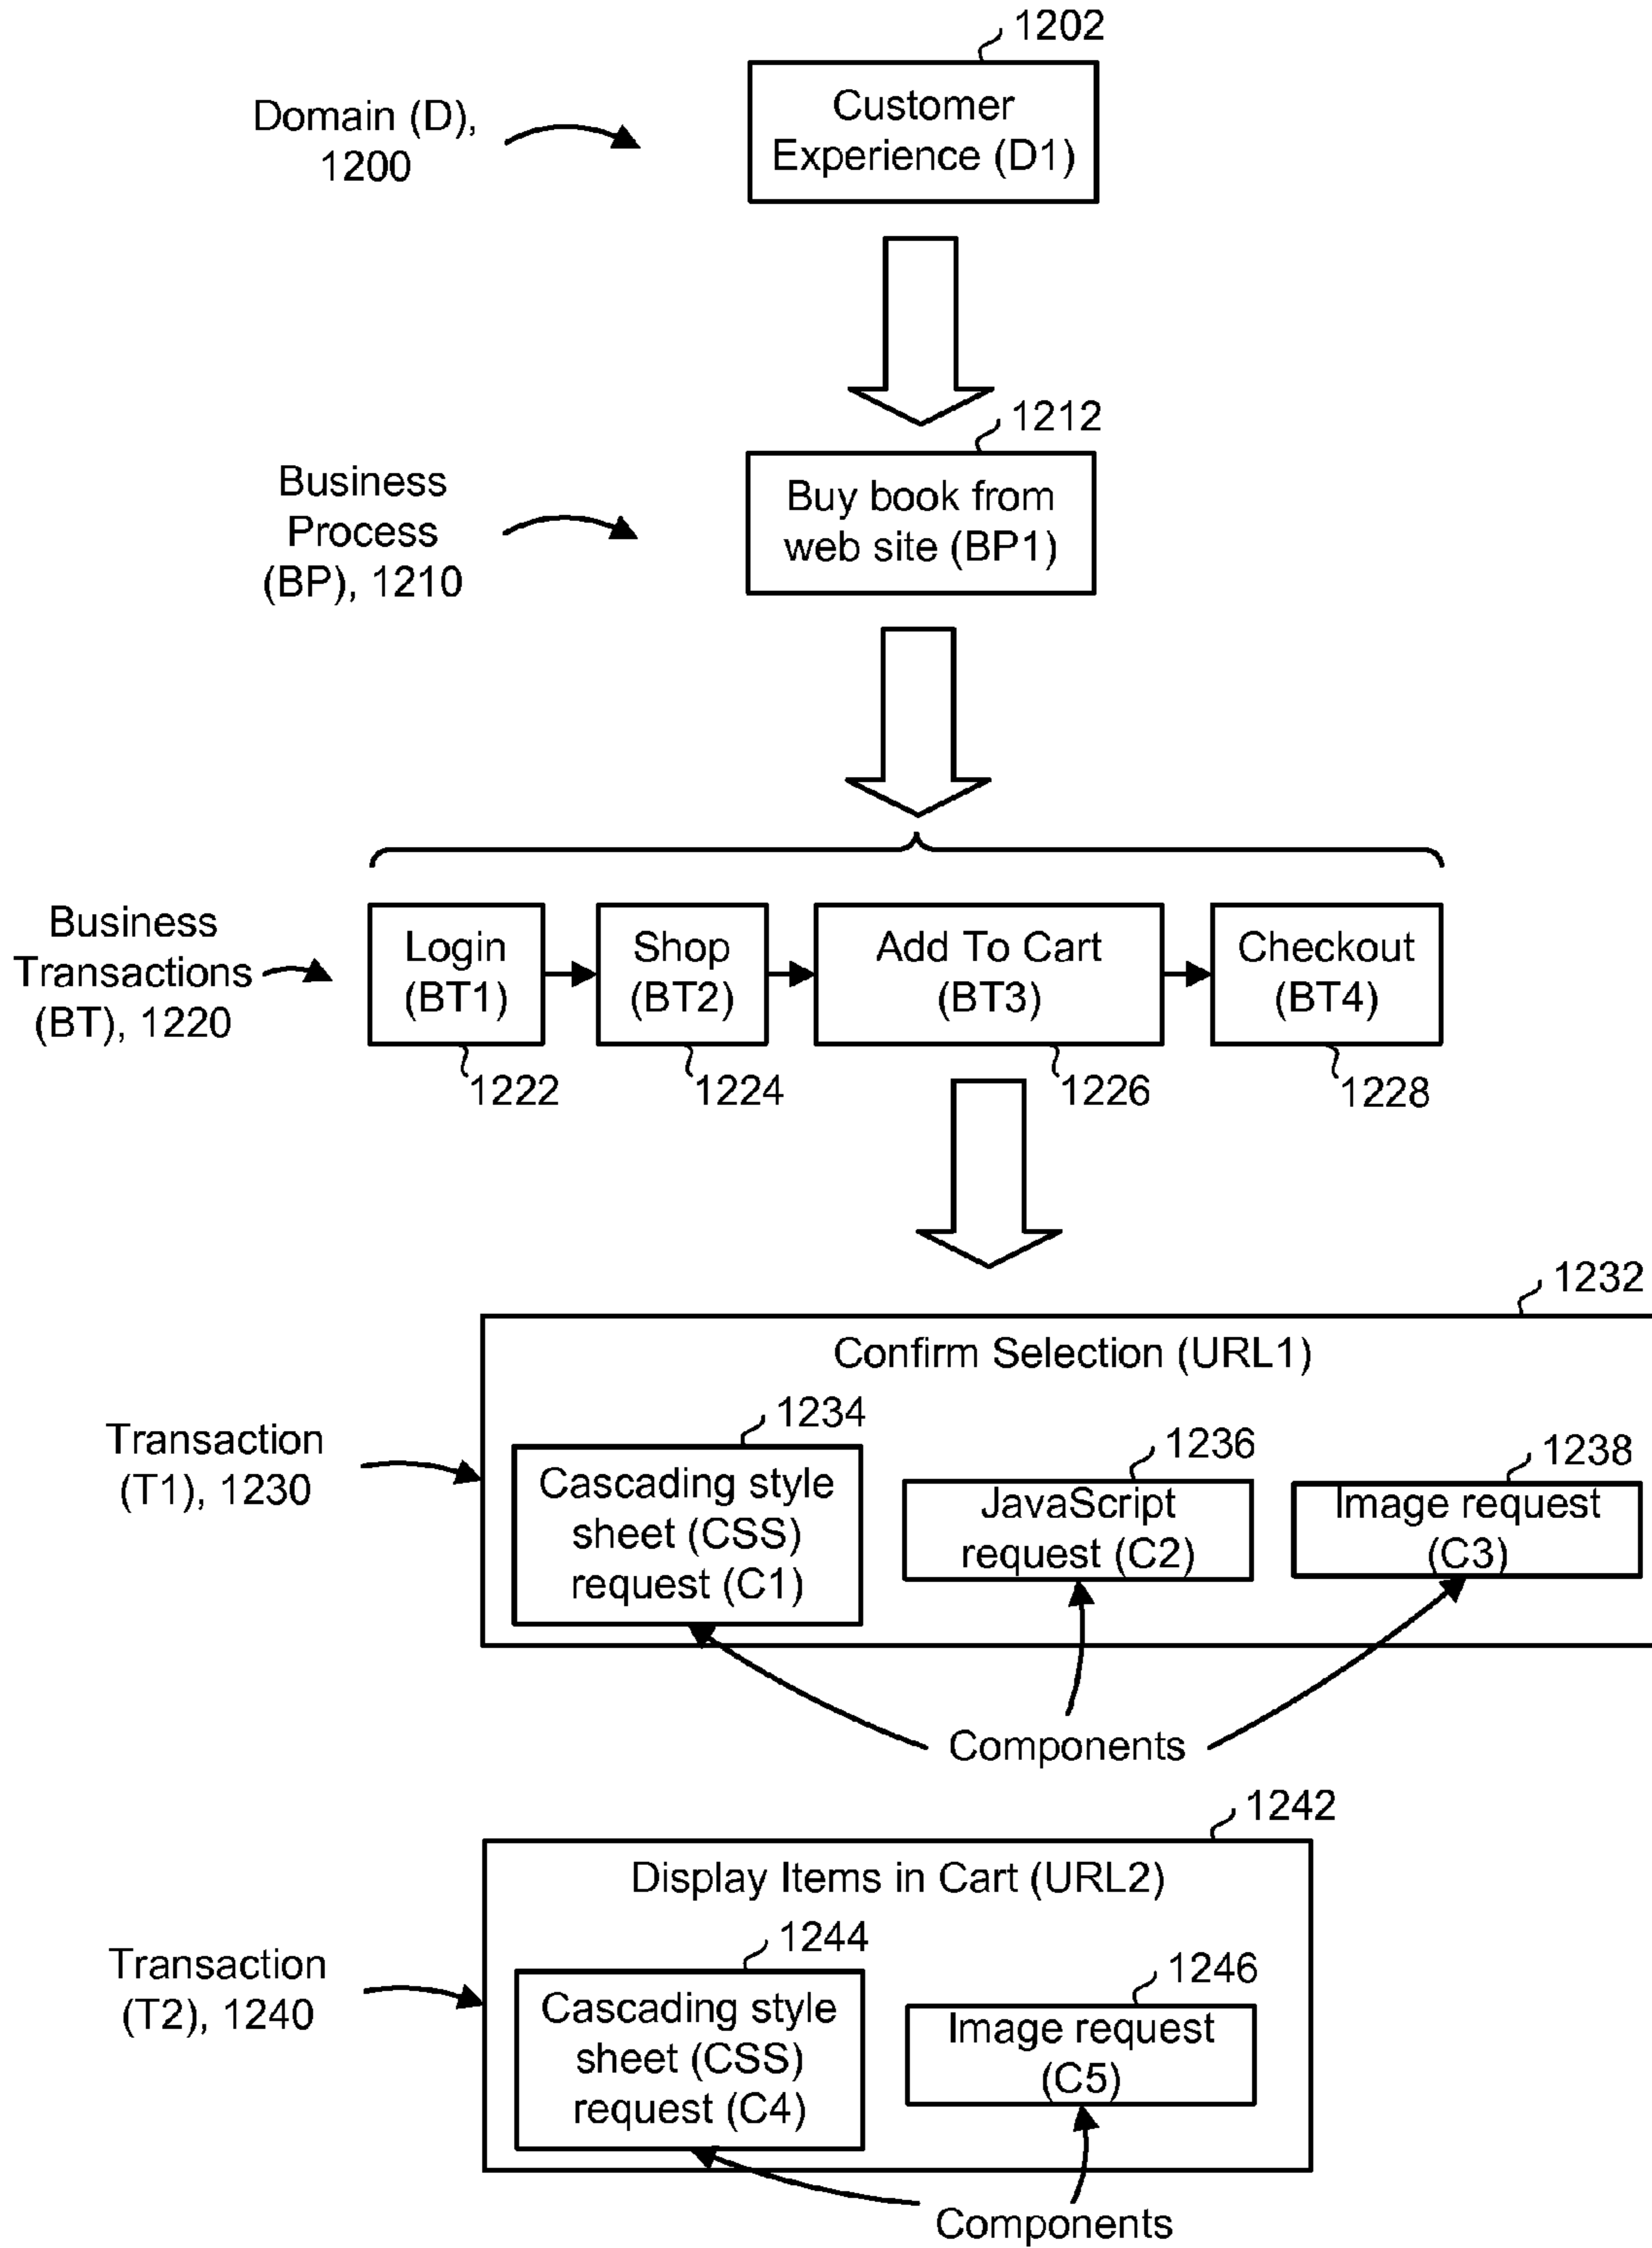 1202
Domain (D),
1200
Customer
Experience (D1)
1212
Business
Process
(BP), 1210
Buy book from
web site (BP1)
Business
Transactions
(BT), 1220
Login
(BT1)
Shop
(BT2)
Add To Cart
(BT3)
Checkout
(BT4)
1222
1224
1226
1228
1232
Confirm Selection (URL1)
Transaction
(T1), 1230
1234
Cascading style
sheet (CSS)
request (C1)
1236
JavaScript
request (C2)
1238
Image request
(C3)
Components
1242
Display Items in Cart (URL2)
Transaction
(T2), 1240
1244
Cascading style
sheet (CSS)
request (C4)
1246
Image request
(C5)
Components